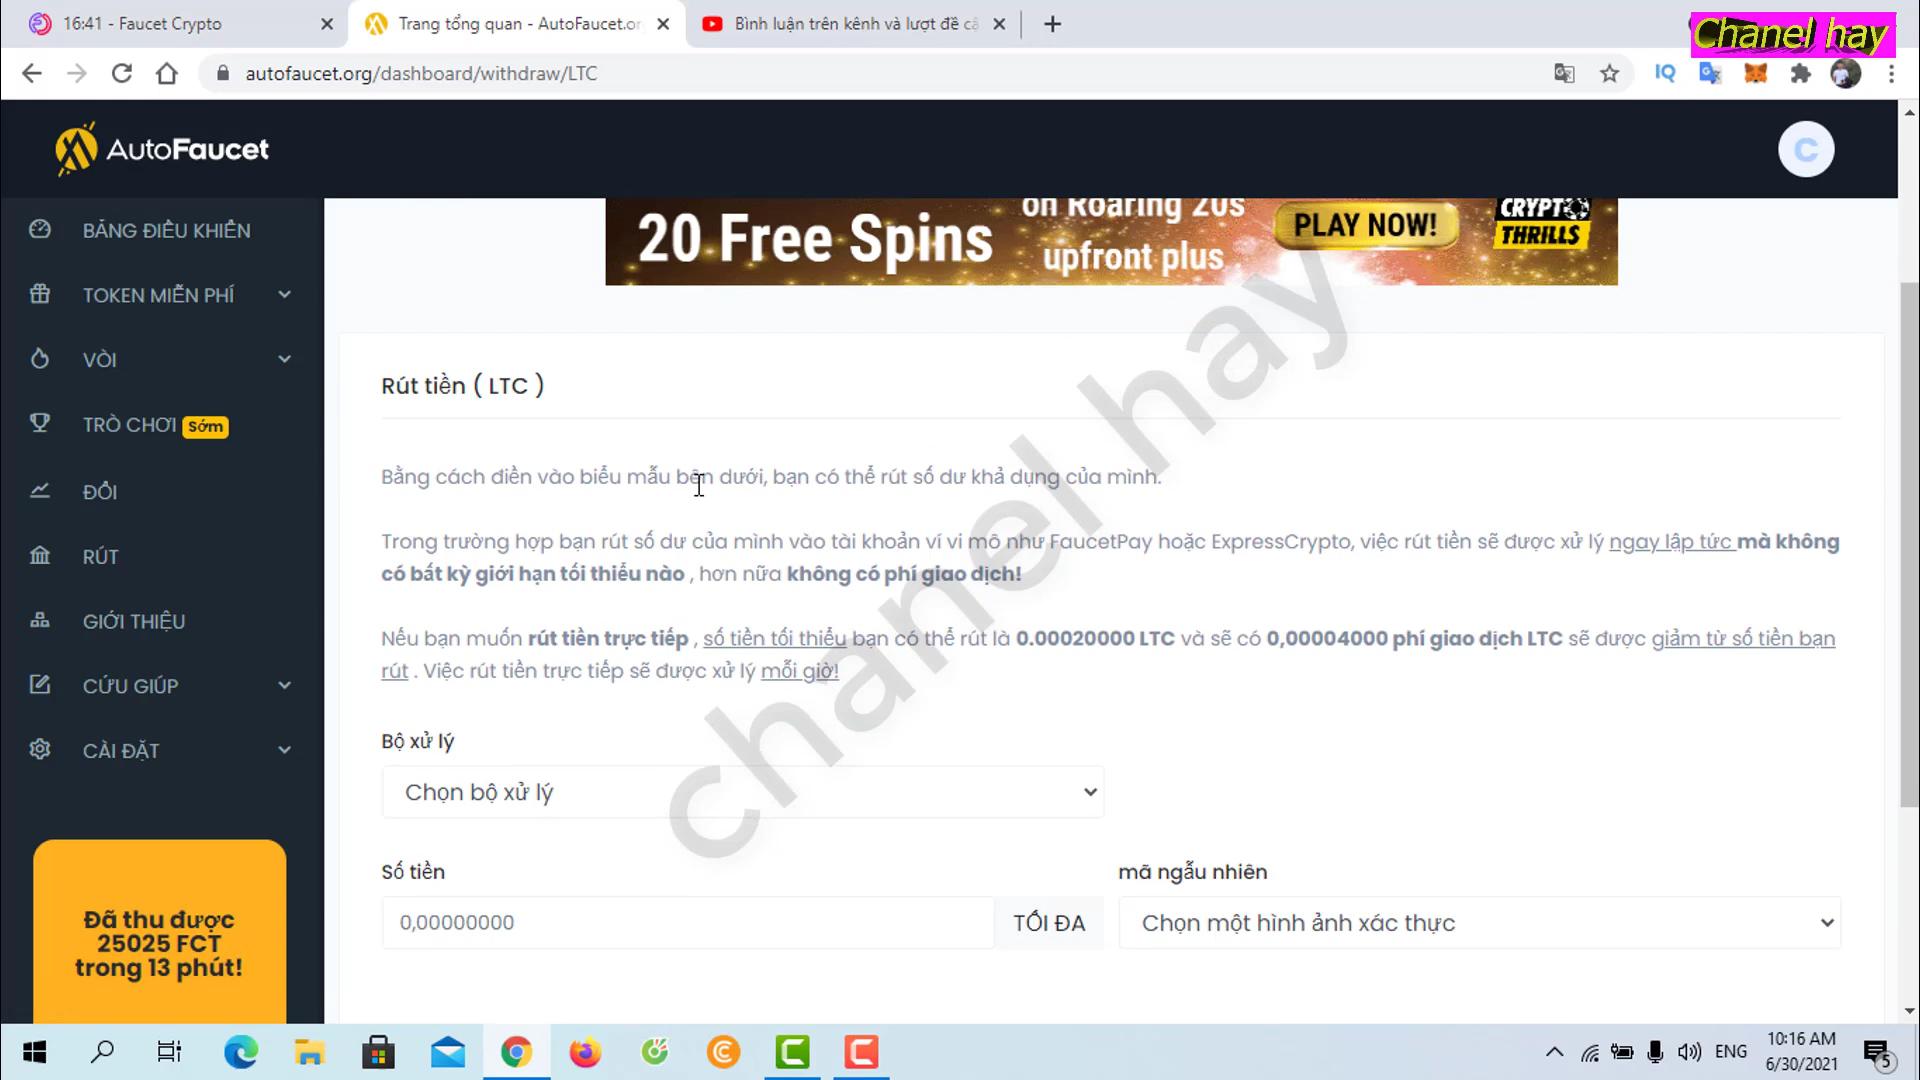 16:41 - Faucet Crypto
Trang tổng quan - AutoFaucet.or
Bình luận trên kênh và lượt đề cậ
Chanel hay
autofaucet.org/dashboard/withdraw/LTC
IQ
AutoFaucet
C
on Roaring 20s
20 Free Spins
upfront plus
PLAY NOW!
CRYPTO
THRILLS
BẢNG ĐIỀU KHIỂN
TOKEN MIỄN PHÍ
VÒI
TRÒ CHƠI Sớm
ĐỔI
RÚT
GIỚI THIỆU
CỨU GIÚP
CÀI ĐẶT
Đã thu được
25025 FCT
trong 13 phút!
Rút tiền ( LTC )
Bằng cách điền vào biểu mẫu bên dưới, bạn có thể rút số dư khả dụng của mình.
Trong trường hợp bạn rút số dư của mình vào tài khoản ví vi mô như FaucetPay hoặc ExpressCrypto, việc rút tiền sẽ được xử lý ngay lập tức mà không
có bất kỳ giới hạn tối thiểu nào , hơn nữa không có phí giao dịch!
Nếu bạn muốn rút tiền trực tiếp , số tiền tối thiểu bạn có thể rút là 0.00020000 LTC và sẽ có 0,00004000 phí giao dịch LTC sẽ được giảm từ số tiền bạn
rút . Việc rút tiền trực tiếp sẽ được xử lý mỗi giờ!
Bộ xử lý
Chọn bộ xử lý
Số tiền
0,00000000
TỐI ĐA
mã ngẫu nhiên
Chọn một hình ảnh xác thực
chanel hay
ENG
10:16 AM
6/30/2021
5